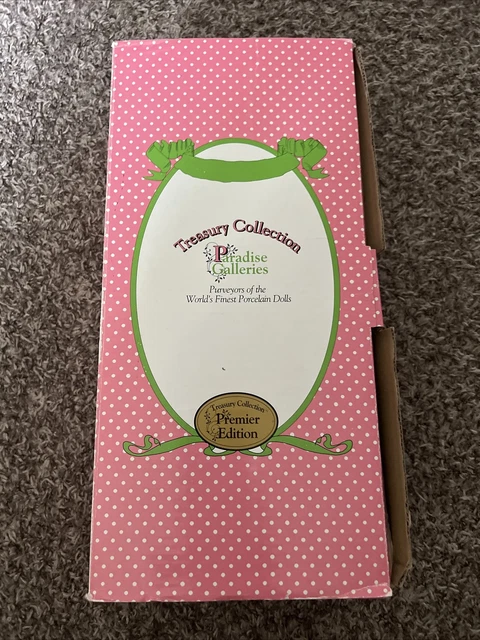 Treasury Collection
Paradise
Galleries
Purveyors of the
World's Finest Porcelain Dolls
Treasury Collection
Premier
Edition